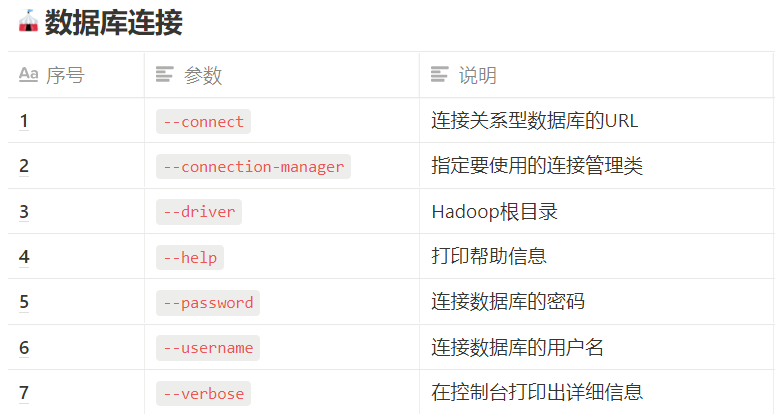 数据库连接
Aa 序号 参数 说明
1 --connect 连接关系型数据库的URL
2 --connection-manager 指定要使用的连接管理类
3 --driver Hadoop根目录
4 --help 打印帮助信息
5 --password 连接数据库的密码
6 --username 连接数据库的用户名
7 --verbose 在控制台打印出详细信息